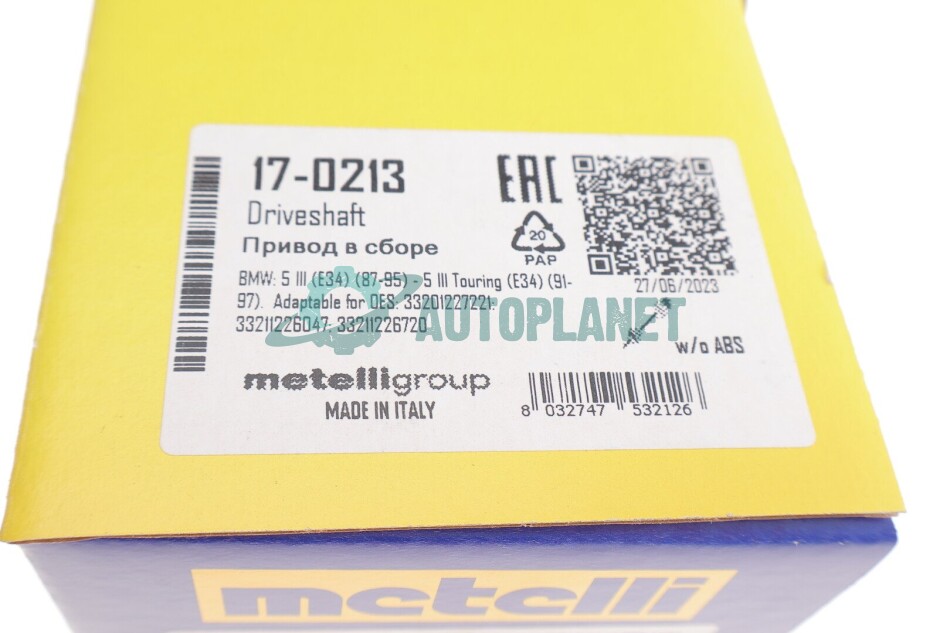 17-0213
Driveshaft
Привод в сборе
BMW: 5 III (E34) (87-95) - 5 III Touring (E34) (91-
97). Adaptable for OES: 33201227221;
33211226047; 33211226720
metelligroup
MADE IN ITALY
EAC
20
PAP
27/06/2023
w/o ABS
8 032747 532126
AUTOPLANET
metelli